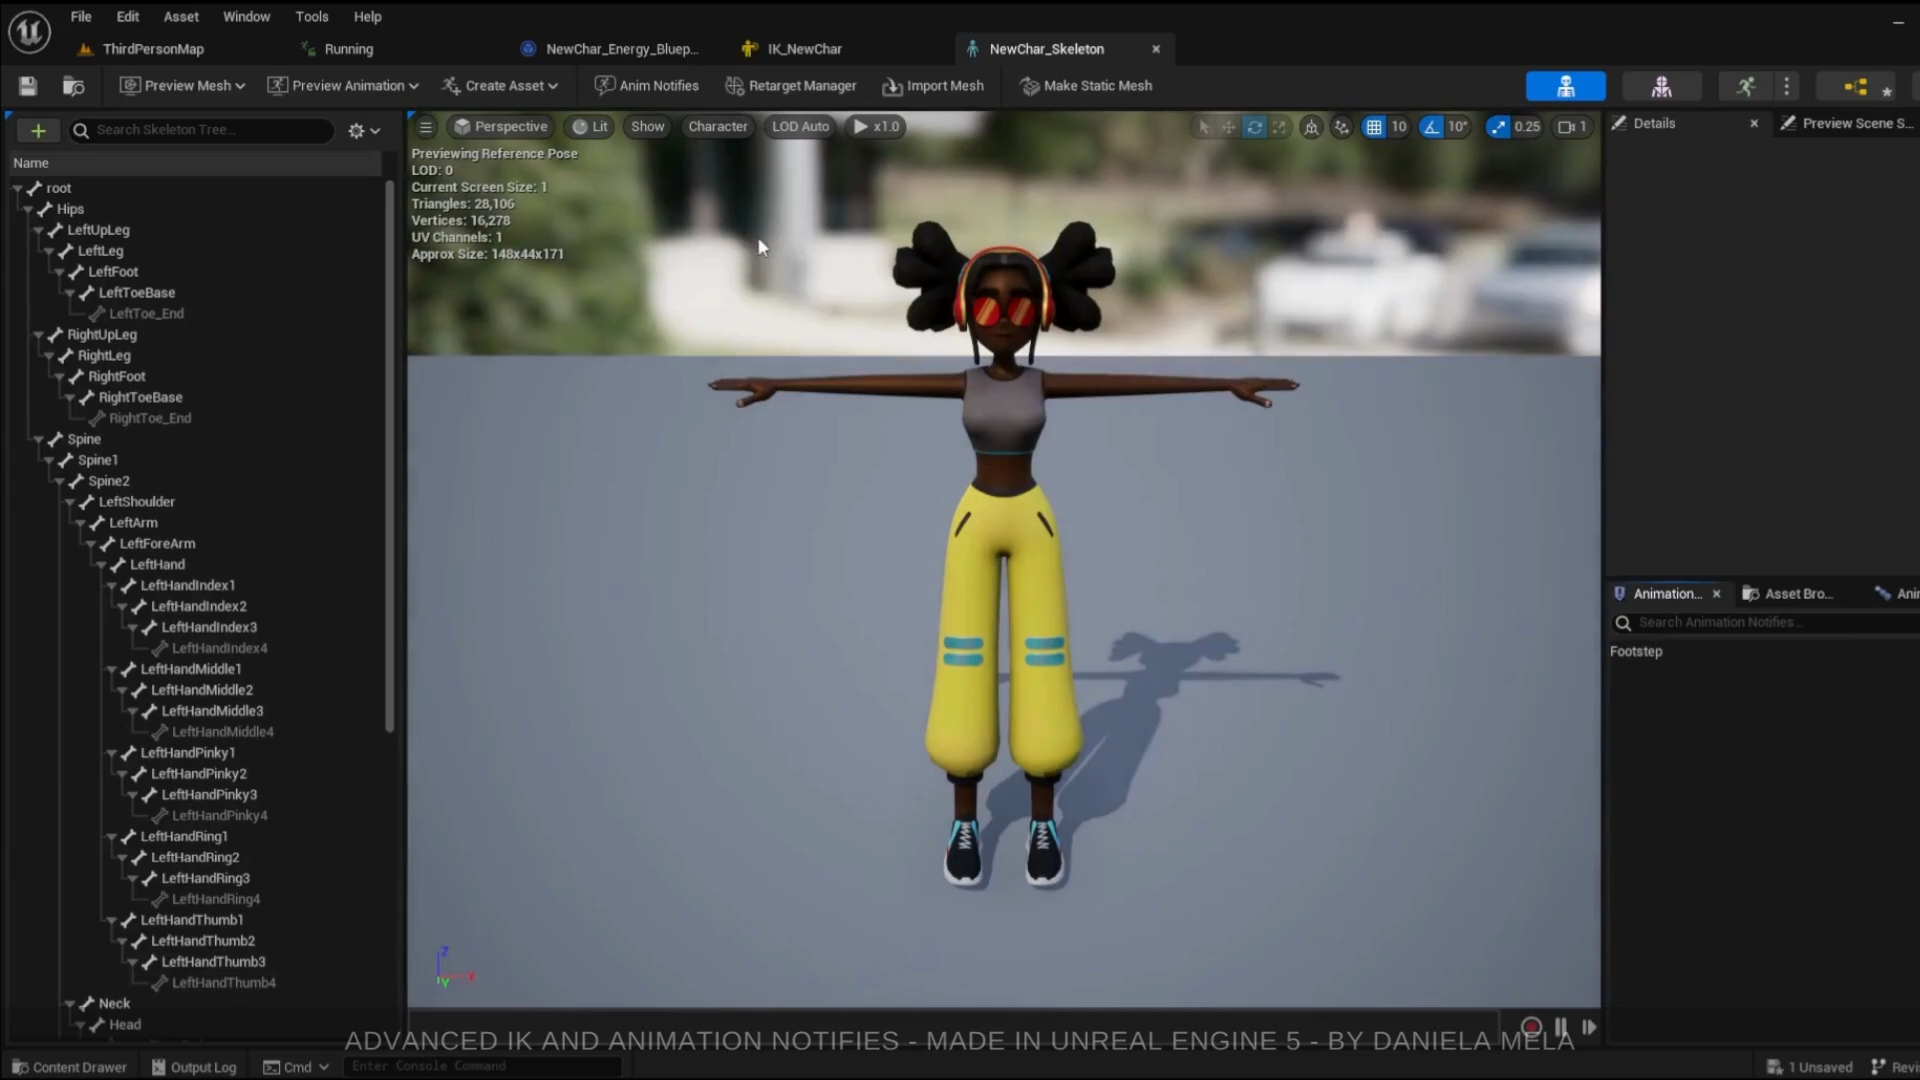 File Edit Asset Window Tools Help
ThirdPersonMap Running NewChar_Energy_Bluep... IK_NewChar NewChar_Skeleton
Preview Mesh Preview Animation Create Asset Anim Notifies Retarget Manager Import Mesh Make Static Mesh
Search Skeleton Tree...
Perspective Lit Show Character LOD Auto x1.0 10 10° 0.25 1
Details Preview Scene S...
Name
Previewing Reference Pose
LOD: 0
Current Screen Size: 1
Triangles: 28,106
Vertices: 16,278
UV Channels: 1
Approx Size: 148x44x171
root
Hips
LeftUpLeg
LeftLeg
LeftFoot
LeftToeBase
LeftToe_End
RightUpLeg
RightLeg
RightFoot
RightToeBase
RightToe_End
Spine
Spine1
Spine2
LeftShoulder
LeftArm
LeftForeArm
LeftHand
LeftHandIndex1
LeftHandIndex2
LeftHandIndex3
LeftHandIndex4
LeftHandMiddle1
LeftHandMiddle2
LeftHandMiddle3
LeftHandMiddle4
LeftHandPinky1
LeftHandPinky2
LeftHandPinky3
LeftHandPinky4
LeftHandRing1
LeftHandRing2
LeftHandRing3
LeftHandRing4
LeftHandThumb1
LeftHandThumb2
LeftHandThumb3
LeftHandThumb4
Neck
Head
Animation... Asset Bro... Ani
Search Animation Notifies...
Footstep
Z
X
Y
ADVANCED IK AND ANIMATION NOTIFIES - MADE IN UNREAL ENGINE 5 - BY DANIELA MELA
Content Drawer Output Log Cmd Enter Console Command 1 Unsaved Revi